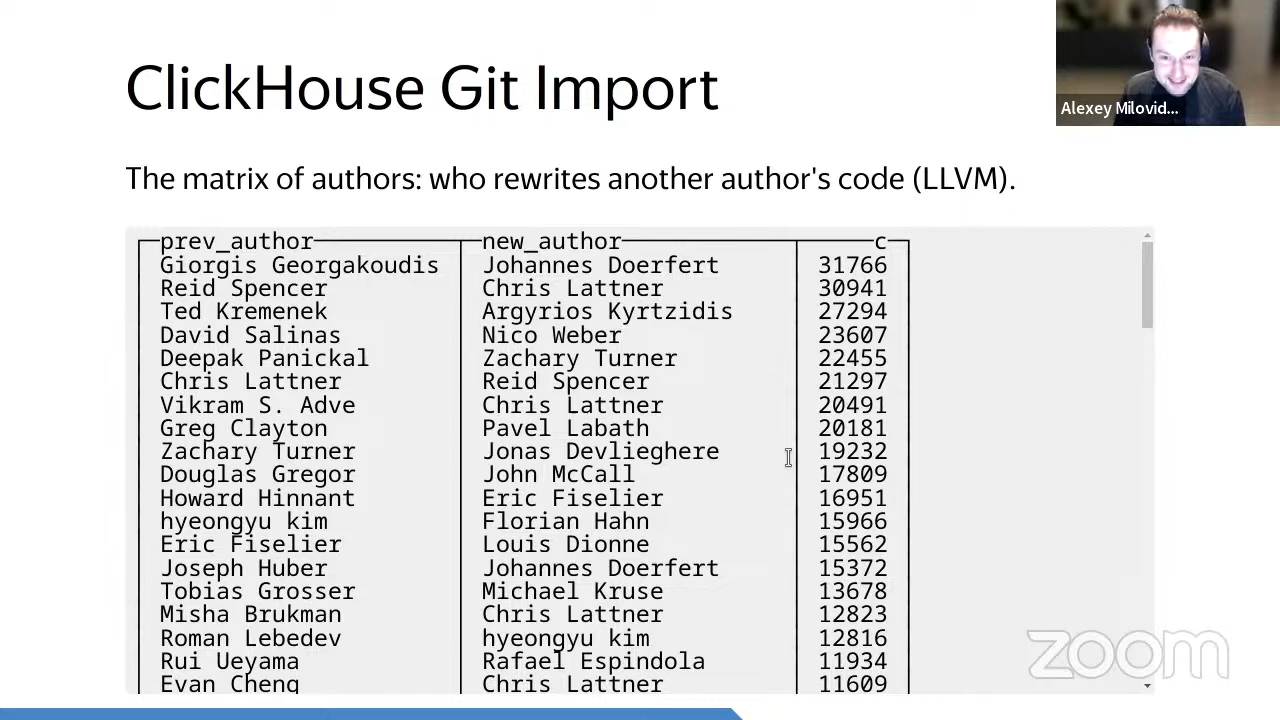 ClickHouse Git Import
Alexey Milovid...
The matrix of authors: who rewrites another author's code (LLVM).
prev_author new_author c
Giorgis Georgakoudis Johannes Doerfert 31766
Reid Spencer Chris Lattner 30941
Ted Kremenek Argyrios Kyrtzidis 27294
David Salinas Nico Weber 23607
Deepak Panickal Zachary Turner 22455
Chris Lattner Reid Spencer 21297
Vikram S. Adve Chris Lattner 20491
Greg Clayton Pavel Labath 20181
Zachary Turner Jonas Devlieghere 19232
Douglas Gregor John McCall 17809
Howard Hinnant Eric Fiselier 16951
hyeongyu kim Florian Hahn 15966
Eric Fiselier Louis Dionne 15562
Joseph Huber Johannes Doerfert 15372
Tobias Grosser Michael Kruse 13678
Misha Brukman Chris Lattner 12823
Roman Lebedev hyeongyu kim 12816
Rui Ueyama Rafael Espindola 11934
Evan Cheng Chris Lattner 11609
zoom